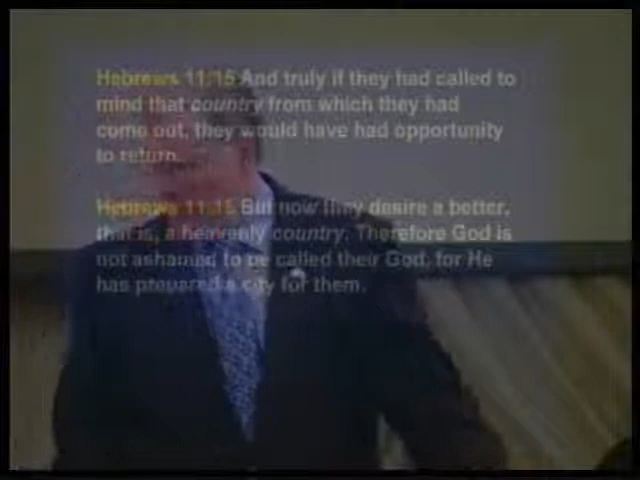 Hebrews 11:15 And truly if they had called to
mind that country from which they had
come out, they would have had opportunity
to return.
Hebrews 11:16 But now they desire a better,
that is, a heavenly country. Therefore God is
not ashamed to be called their God, for He
has prepared a city for them.